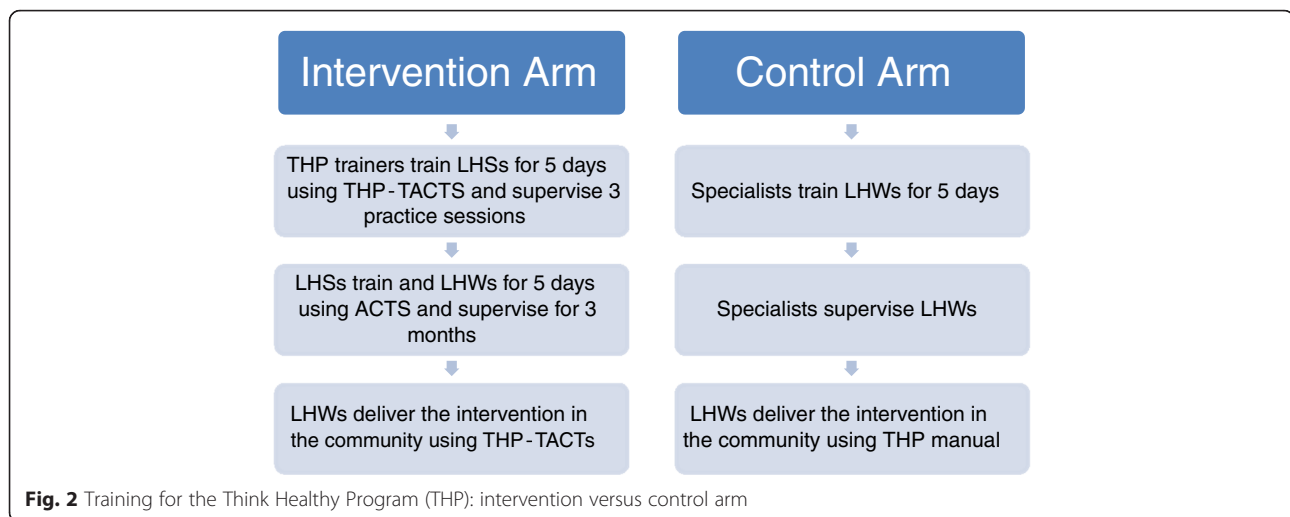 Intervention Arm
THP trainers train LHSs for 5 days
using THP-TACTS and supervise 3
practice sessions
LHSs train and LHWs for 5 days
using ACTS and supervise for 3
months
LHWs deliver the intervention in
the community using THP-TACTs
Control Arm
Specialists train LHWs for 5 days
Specialists supervise LHWs
LHWs deliver the intervention in
the community using THP manual
Fig. 2 Training for the Think Healthy Program (THP): intervention versus control arm